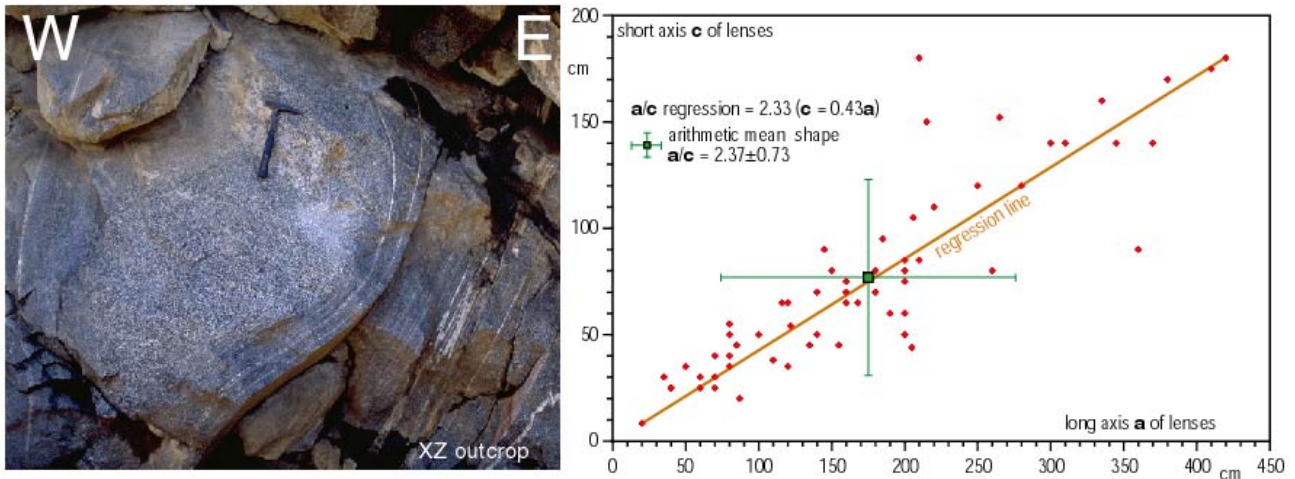 W
E
XZ outcrop
200
150
100
50
0
cm
short axis c of lenses
a/c regression = 2.33 (c = 0.43a)
arithmetic mean shape
a/c = 2.37±0.73
regression line
long axis a of lenses
0 50 100 150 200 250 300 350 400 450
cm